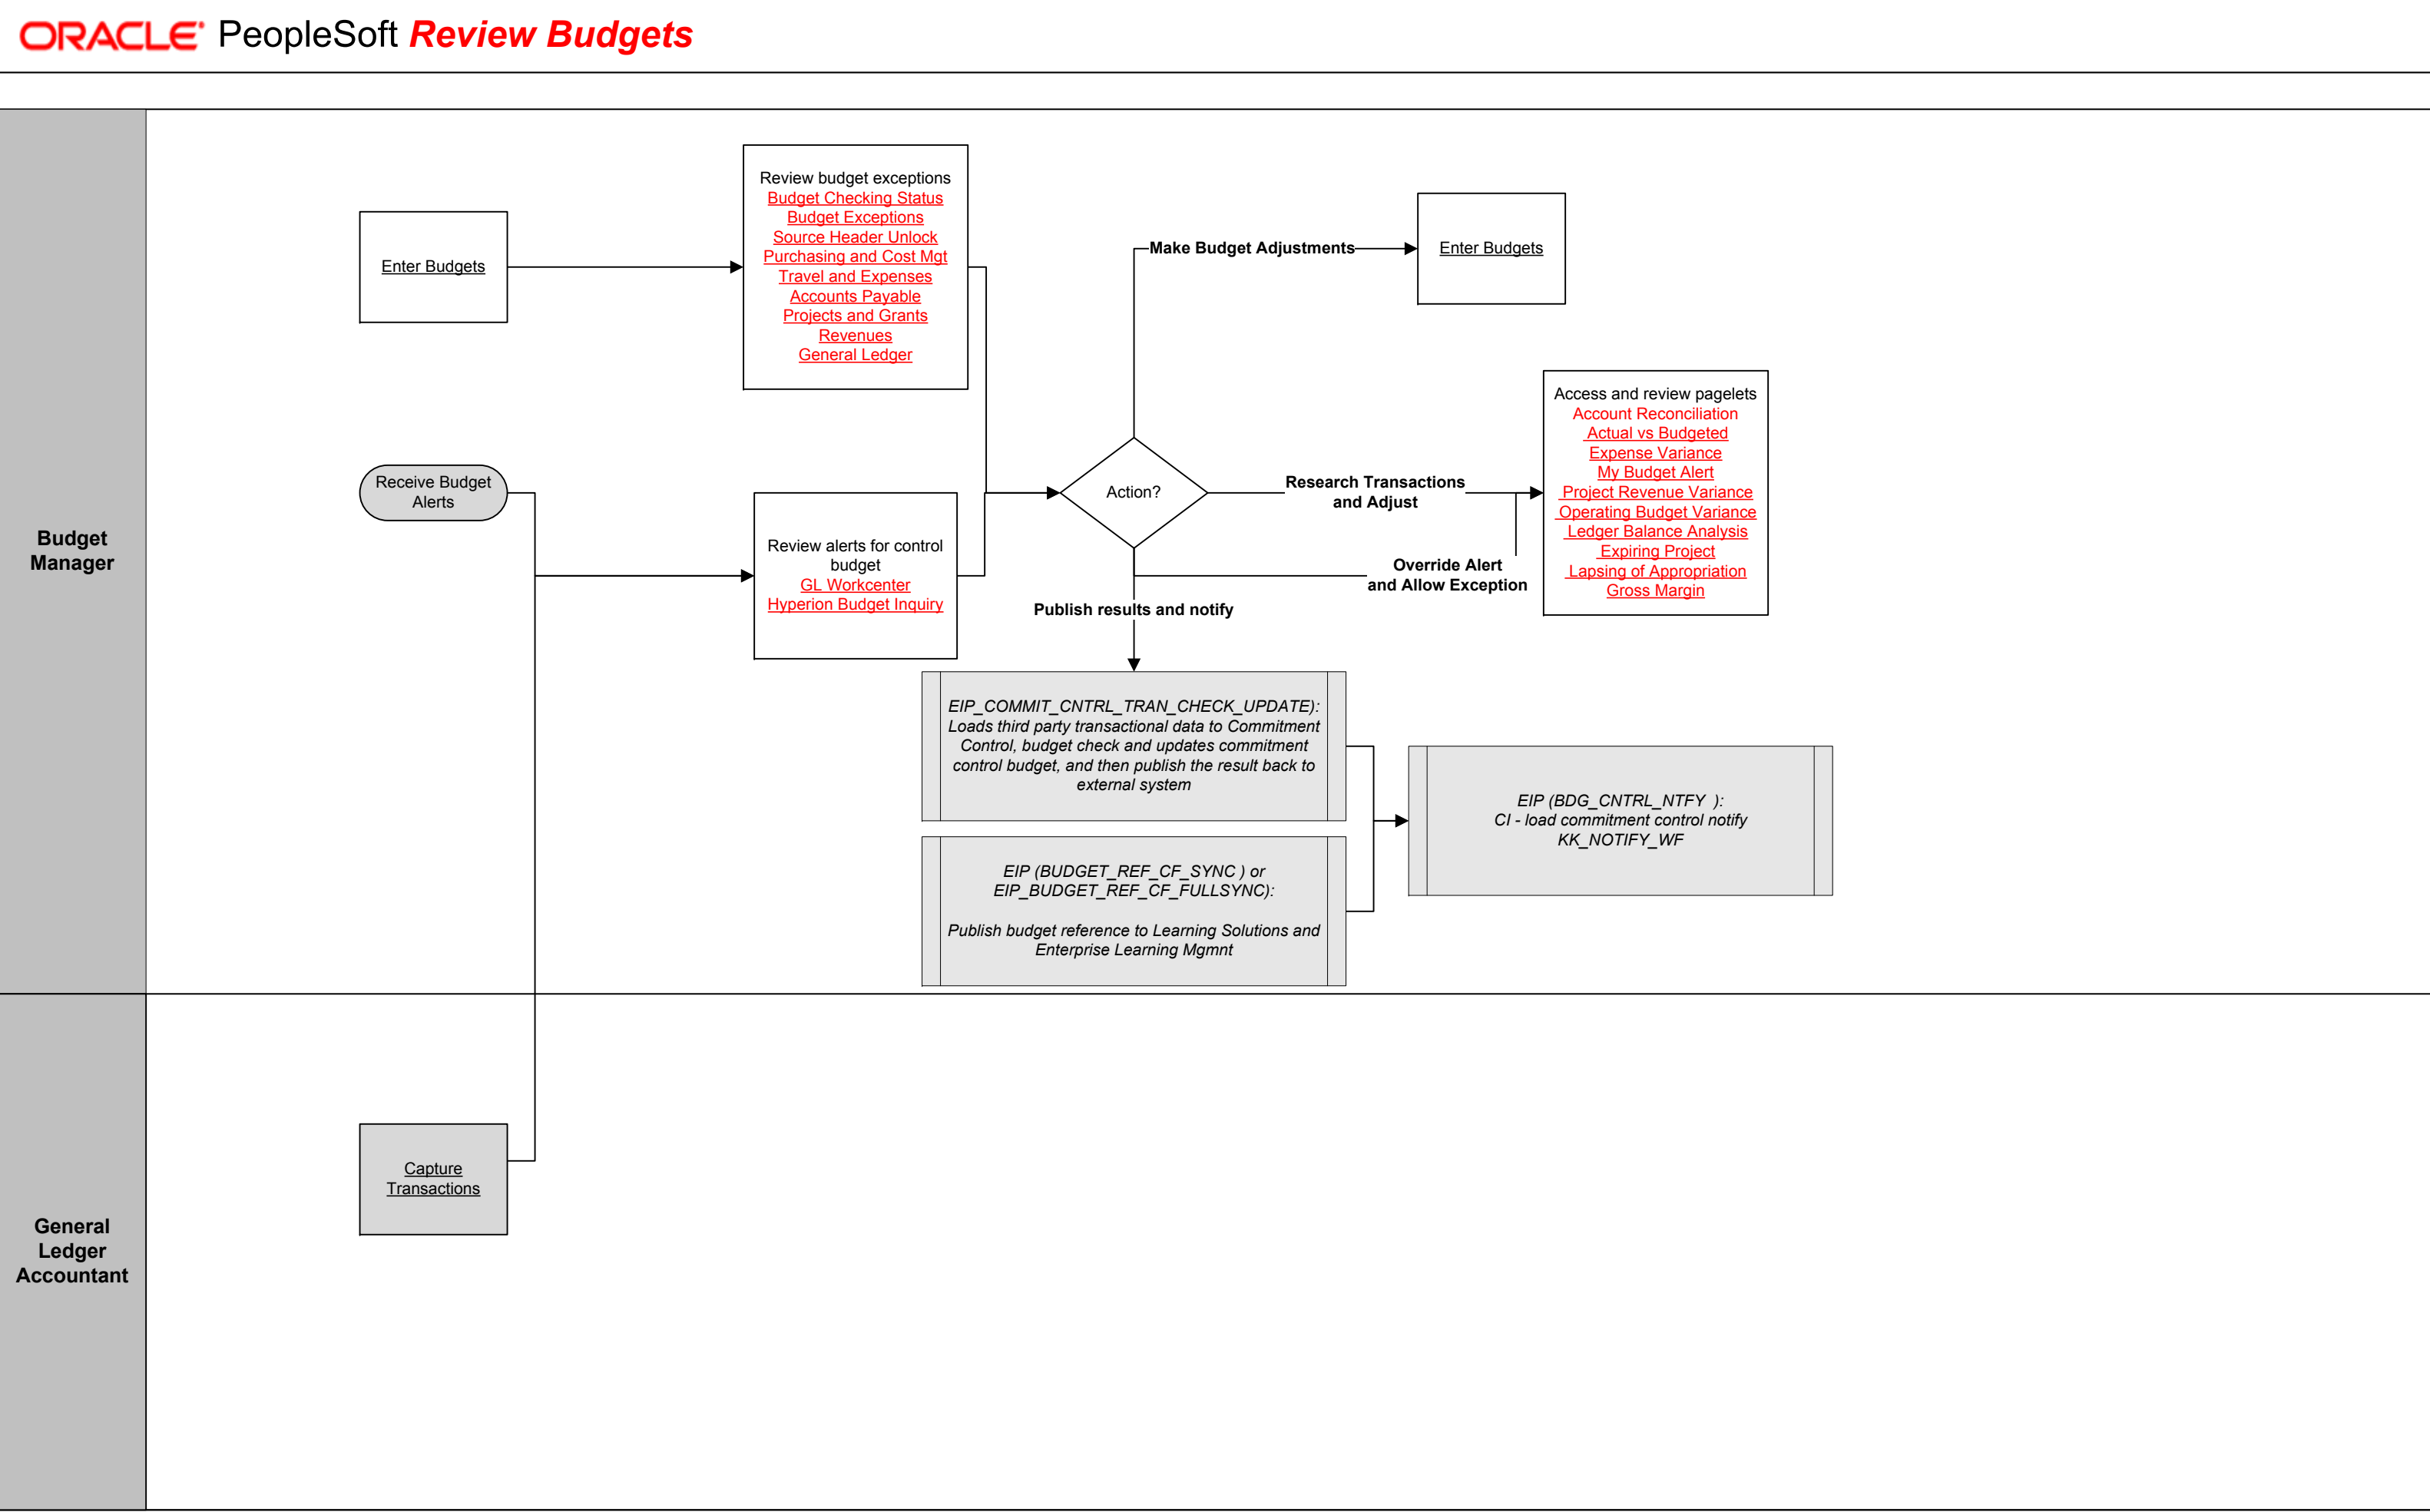 ORACLE® PeopleSoft Review Budgets
Budget
Manager
Enter Budgets
Review budget exceptions
Budget Checking Status
Budget Exceptions
Source Header Unlock
Purchasing and Cost Mgt
Travel and Expenses
Accounts Payable
Projects and Grants
Revenues
General Ledger
Make Budget Adjustments
Enter Budgets
Receive Budget
Alerts
Review alerts for control
budget
GL Workcenter
Hyperion Budget Inquiry
Action?
Research Transactions
and Adjust
Override Alert
and Allow Exception
Publish results and notify
Access and review pagelets
Account Reconciliation
Actual vs Budgeted
Expense Variance
My Budget Alert
Project Revenue Variance
Operating Budget Variance
Ledger Balance Analysis
Expiring Project
Lapsing of Appropriation
Gross Margin
EIP_COMMIT_CNTRL_TRAN_CHECK_UPDATE):
Loads third party transactional data to Commitment
Control, budget check and updates commitment
control budget, and then publish the result back to
external system
EIP (BUDGET_REF_CF_SYNC ) or
EIP_BUDGET_REF_CF_FULLSYNC):
Publish budget reference to Learning Solutions and
Enterprise Learning Mgmnt
EIP (BDG_CNTRL_NTFY ):
CI - load commitment control notify
KK_NOTIFY_WF
General
Ledger
Accountant
Capture
Transactions